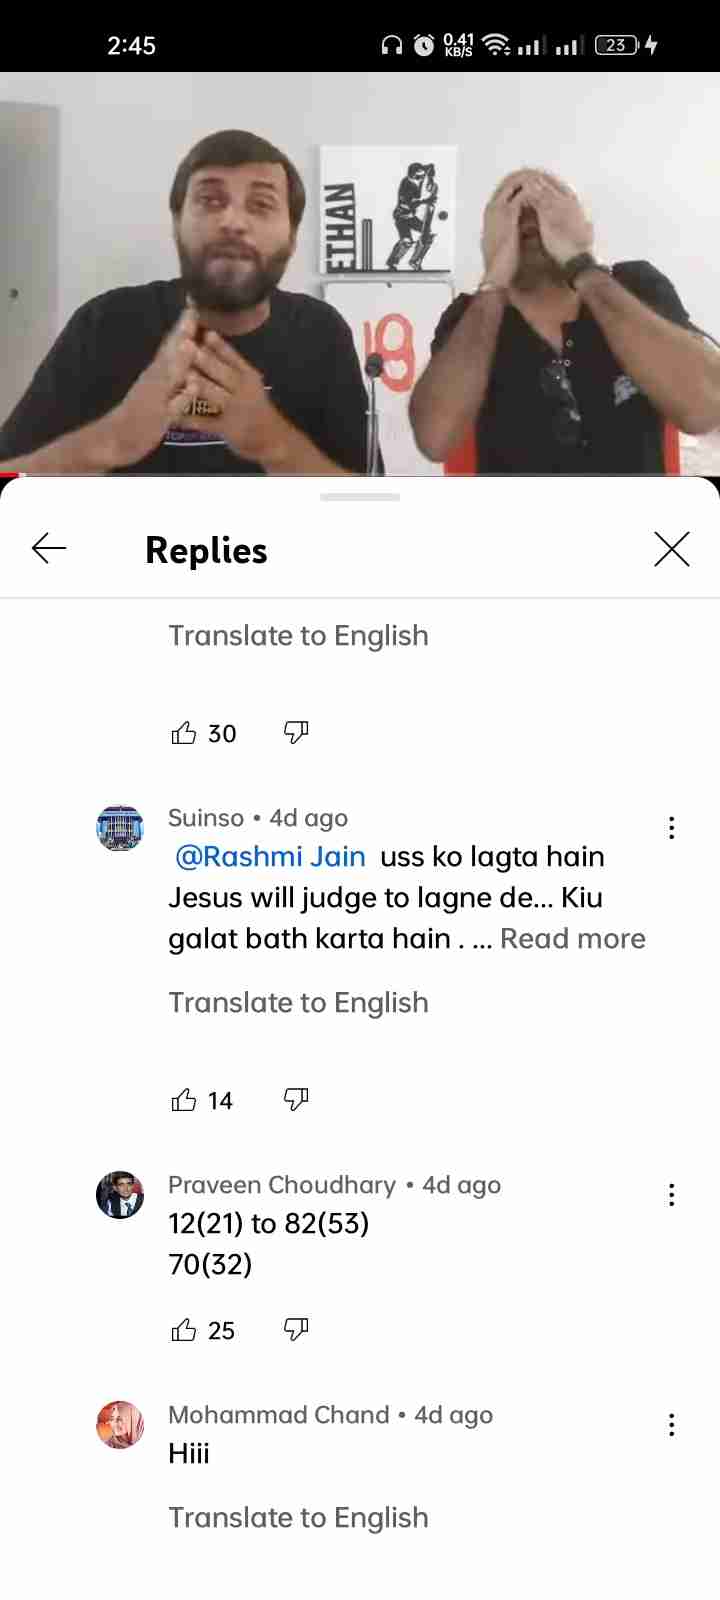 2:45
0.41
KB/S
23
ETHAN
18
Replies
Translate to English
30
Suinso • 4d ago
@Rashmi Jain uss ko lagta hain
Jesus will judge to lagne de... Kiu
galat bath karta hain . ... Read more
Translate to English
14
Praveen Choudhary • 4d ago
12(21) to 82(53)
70(32)
25
Mohammad Chand • 4d ago
Hiii
Translate to English